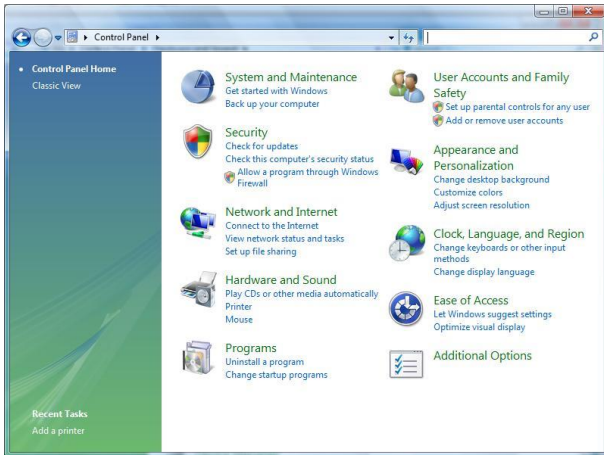 Control Panel
Control Panel Home
Classic View
System and Maintenance
Get started with Windows
Back up your computer
Security
Check for updates
Check this computer's security status
Allow a program through Windows
Firewall
Network and Internet
Connect to the Internet
View network status and tasks
Set up file sharing
Hardware and Sound
Play CDs or other media automatically
Printer
Mouse
Programs
Uninstall a program
Change startup programs
User Accounts and Family
Safety
Set up parental controls for any user
Add or remove user accounts
Appearance and
Personalization
Change desktop background
Customize colors
Adjust screen resolution
Clock, Language, and Region
Change keyboards or other input
methods
Change display language
Ease of Access
Let Windows suggest settings
Optimize visual display
Additional Options
Recent Tasks
Add a printer